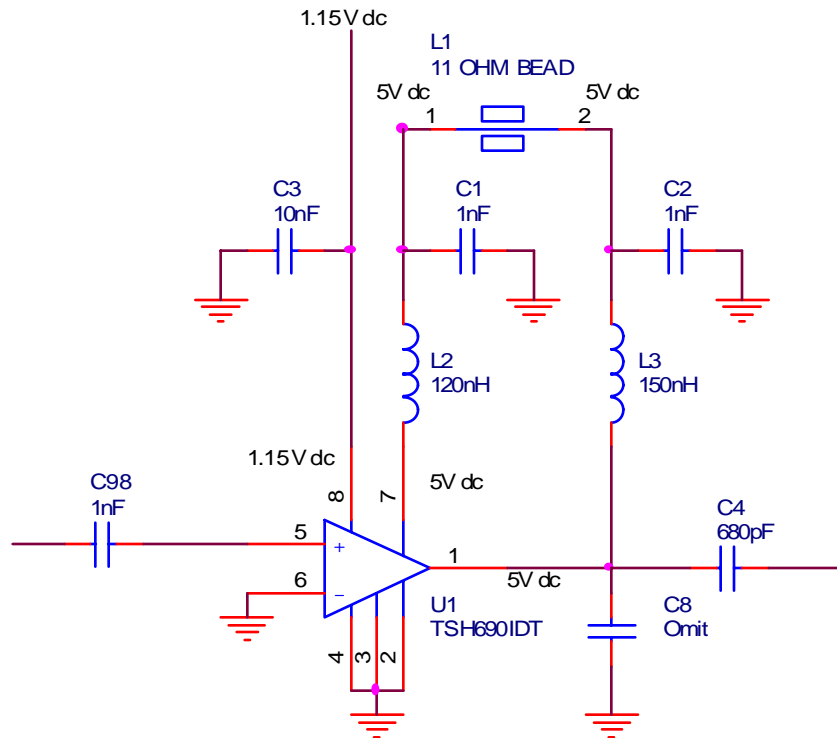 1.15V dc
L1
11 OHM BEAD
5V dc
5V dc
1
2
C3
10nF
C1
1nF
C2
1nF
L2
120nH
L3
150nH
1.15V dc
5V dc
C98
1nF
8
7
C4
680pF
5
+
1
6
-
5V dc
U1
TSH690IDT
C8
Omit
4
3
2